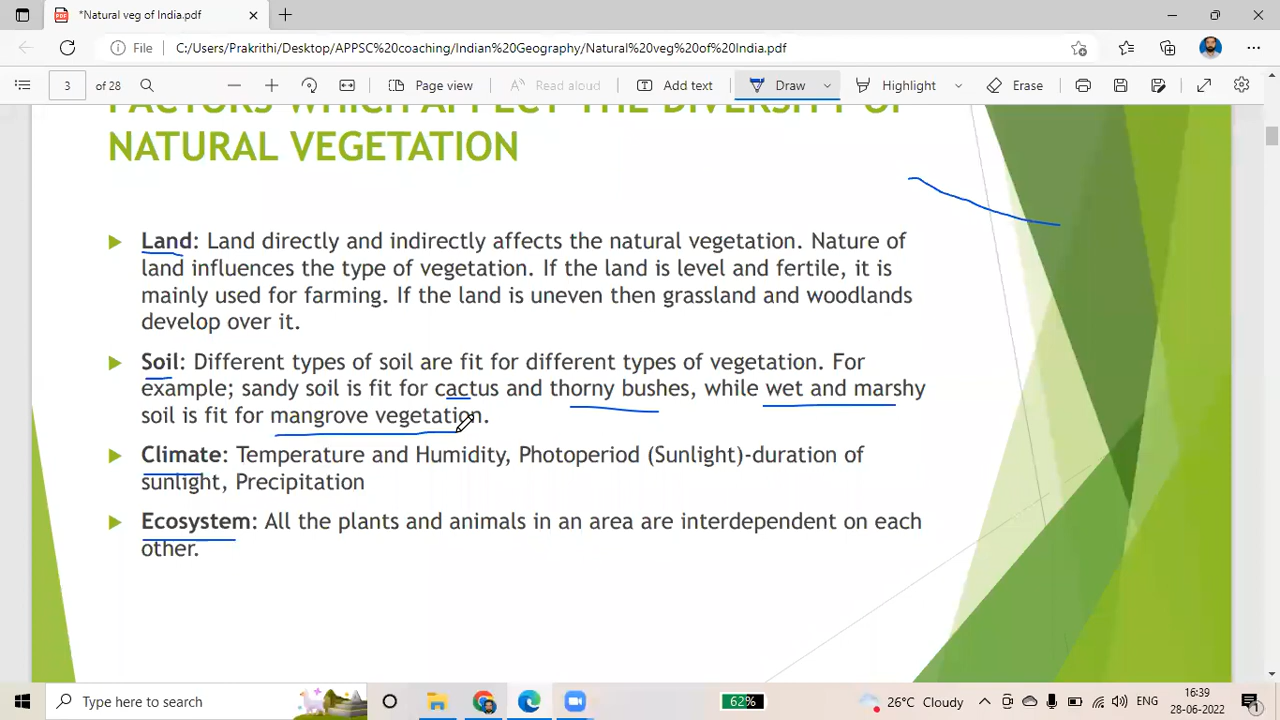 *Natural veg of India.pdf
File
C:/Users/Prakrithi/Desktop/APPSC%20coaching/Indian%20Geography/Natural%20veg%20of%20India.pdf
3 of 28
Page view
Read aloud
Add text
Draw
Highlight
Erase
FACTORS WHICH AFFECT THE DIVERSITY OF
NATURAL VEGETATION
Land: Land directly and indirectly affects the natural vegetation. Nature of
land influences the type of vegetation. If the land is level and fertile, it is
mainly used for farming. If the land is uneven then grassland and woodlands
develop over it.
Soil: Different types of soil are fit for different types of vegetation. For
example; sandy soil is fit for cactus and thorny bushes, while wet and marshy
soil is fit for mangrove vegetation.
Climate: Temperature and Humidity, Photoperiod (Sunlight)-duration of
sunlight, Precipitation
Ecosystem: All the plants and animals in an area are interdependent on each
other.
Type here to search
62%
26°C Cloudy
ENG
16:39
28-06-2022